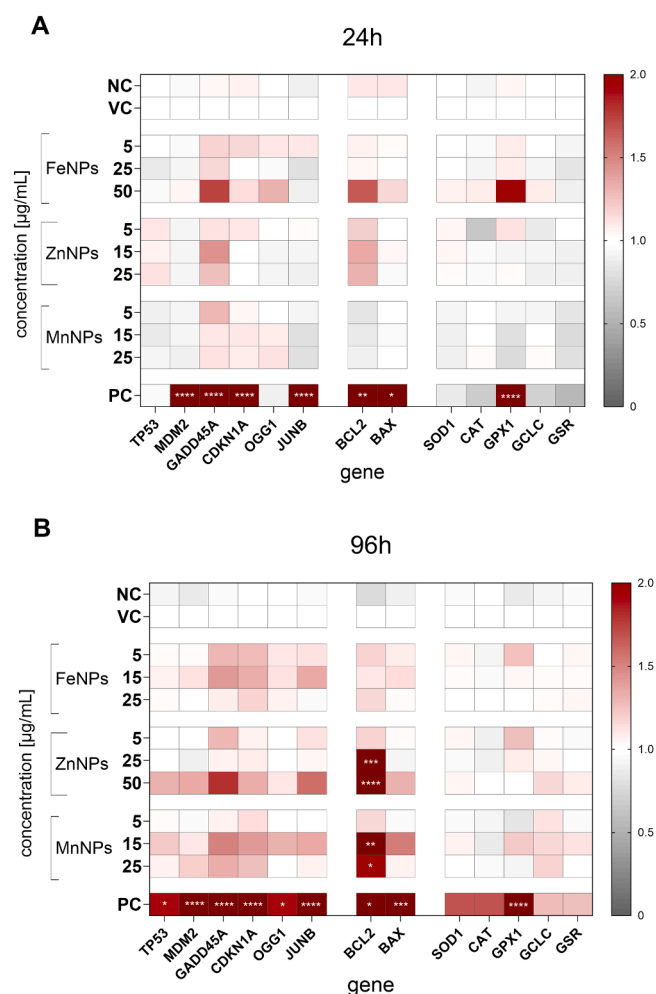 A
24h
NC
VC
5
FeNPs 25
50
5
ZnNPs 15
25
5
MnNPs 15
25
PC **** **** **** **** ** * ****
concentration [µg/mL]
TP53 MDM2 GADD45A CDKN1A OGG1 JUNB BCL2 BAX SOD1 CAT GPX1 GCLC GSR
gene
2.0
1.5
1.0
0.5
0
B
96h
NC
VC
5
FeNPs 15
25
5
ZnNPs 25 ***
50 ****
5
MnNPs 15 **
25 *
PC * **** **** **** * **** * *** ****
concentration [µg/mL]
TP53 MDM2 GADD45A CDKN1A OGG1 JUNB BCL2 BAX SOD1 CAT GPX1 GCLC GSR
gene
2.0
1.5
1.0
0.5
0